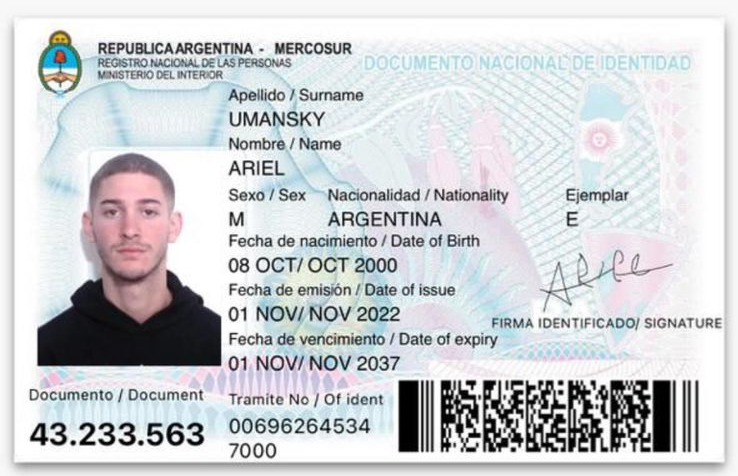 REPUBLICA ARGENTINA - MERCOSUR
REGISTRO NACIONAL DE LAS PERSONAS
MINISTERIO DEL INTERIOR
DOCUMENTO NACIONAL DE IDENTIDAD
Apellido / Surname
UMANSKY
Nombre / Name
ARIEL
Sexo / Sex Nacionalidad / Nationality Ejemplar
M ARGENTINA E
Fecha de nacimiento / Date of Birth
08 OCT/ OCT 2000
Fecha de emisión / Date of issue
01 NOV/ NOV 2022
FIRMA IDENTIFICADO/ SIGNATURE
Fecha de vencimiento / Date of expiry
01 NOV/ NOV 2037
Documento / Document
43.233.563
Tramite No / Of ident
00696264534
7000